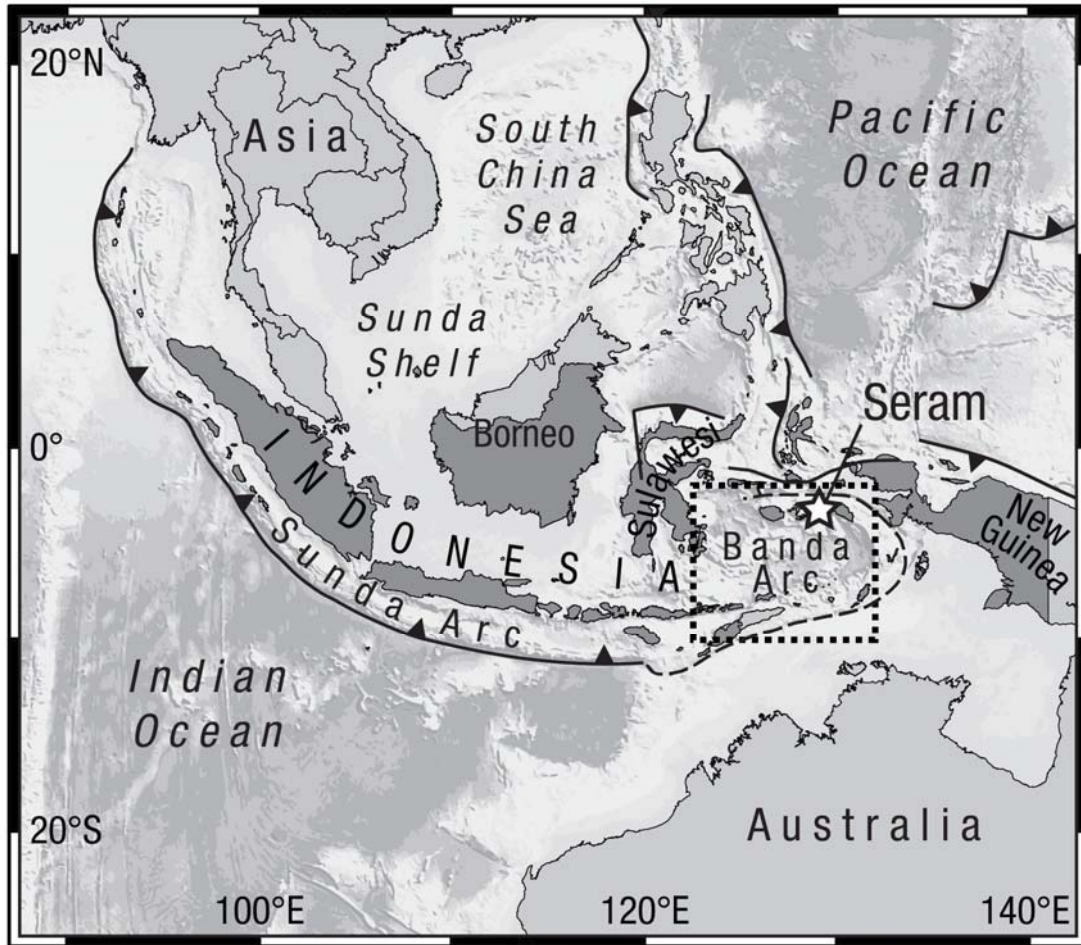 20°N
Asia
South
China
Sea
Pacific
Ocean
Sunda
Shelf
Seram
0°
Borneo
Sulawesi
New
Guinea
INDONESIA
Banda
Arc
Sunda Arc
Indian
Ocean
20°S
Australia
100°E
120°E
140°E